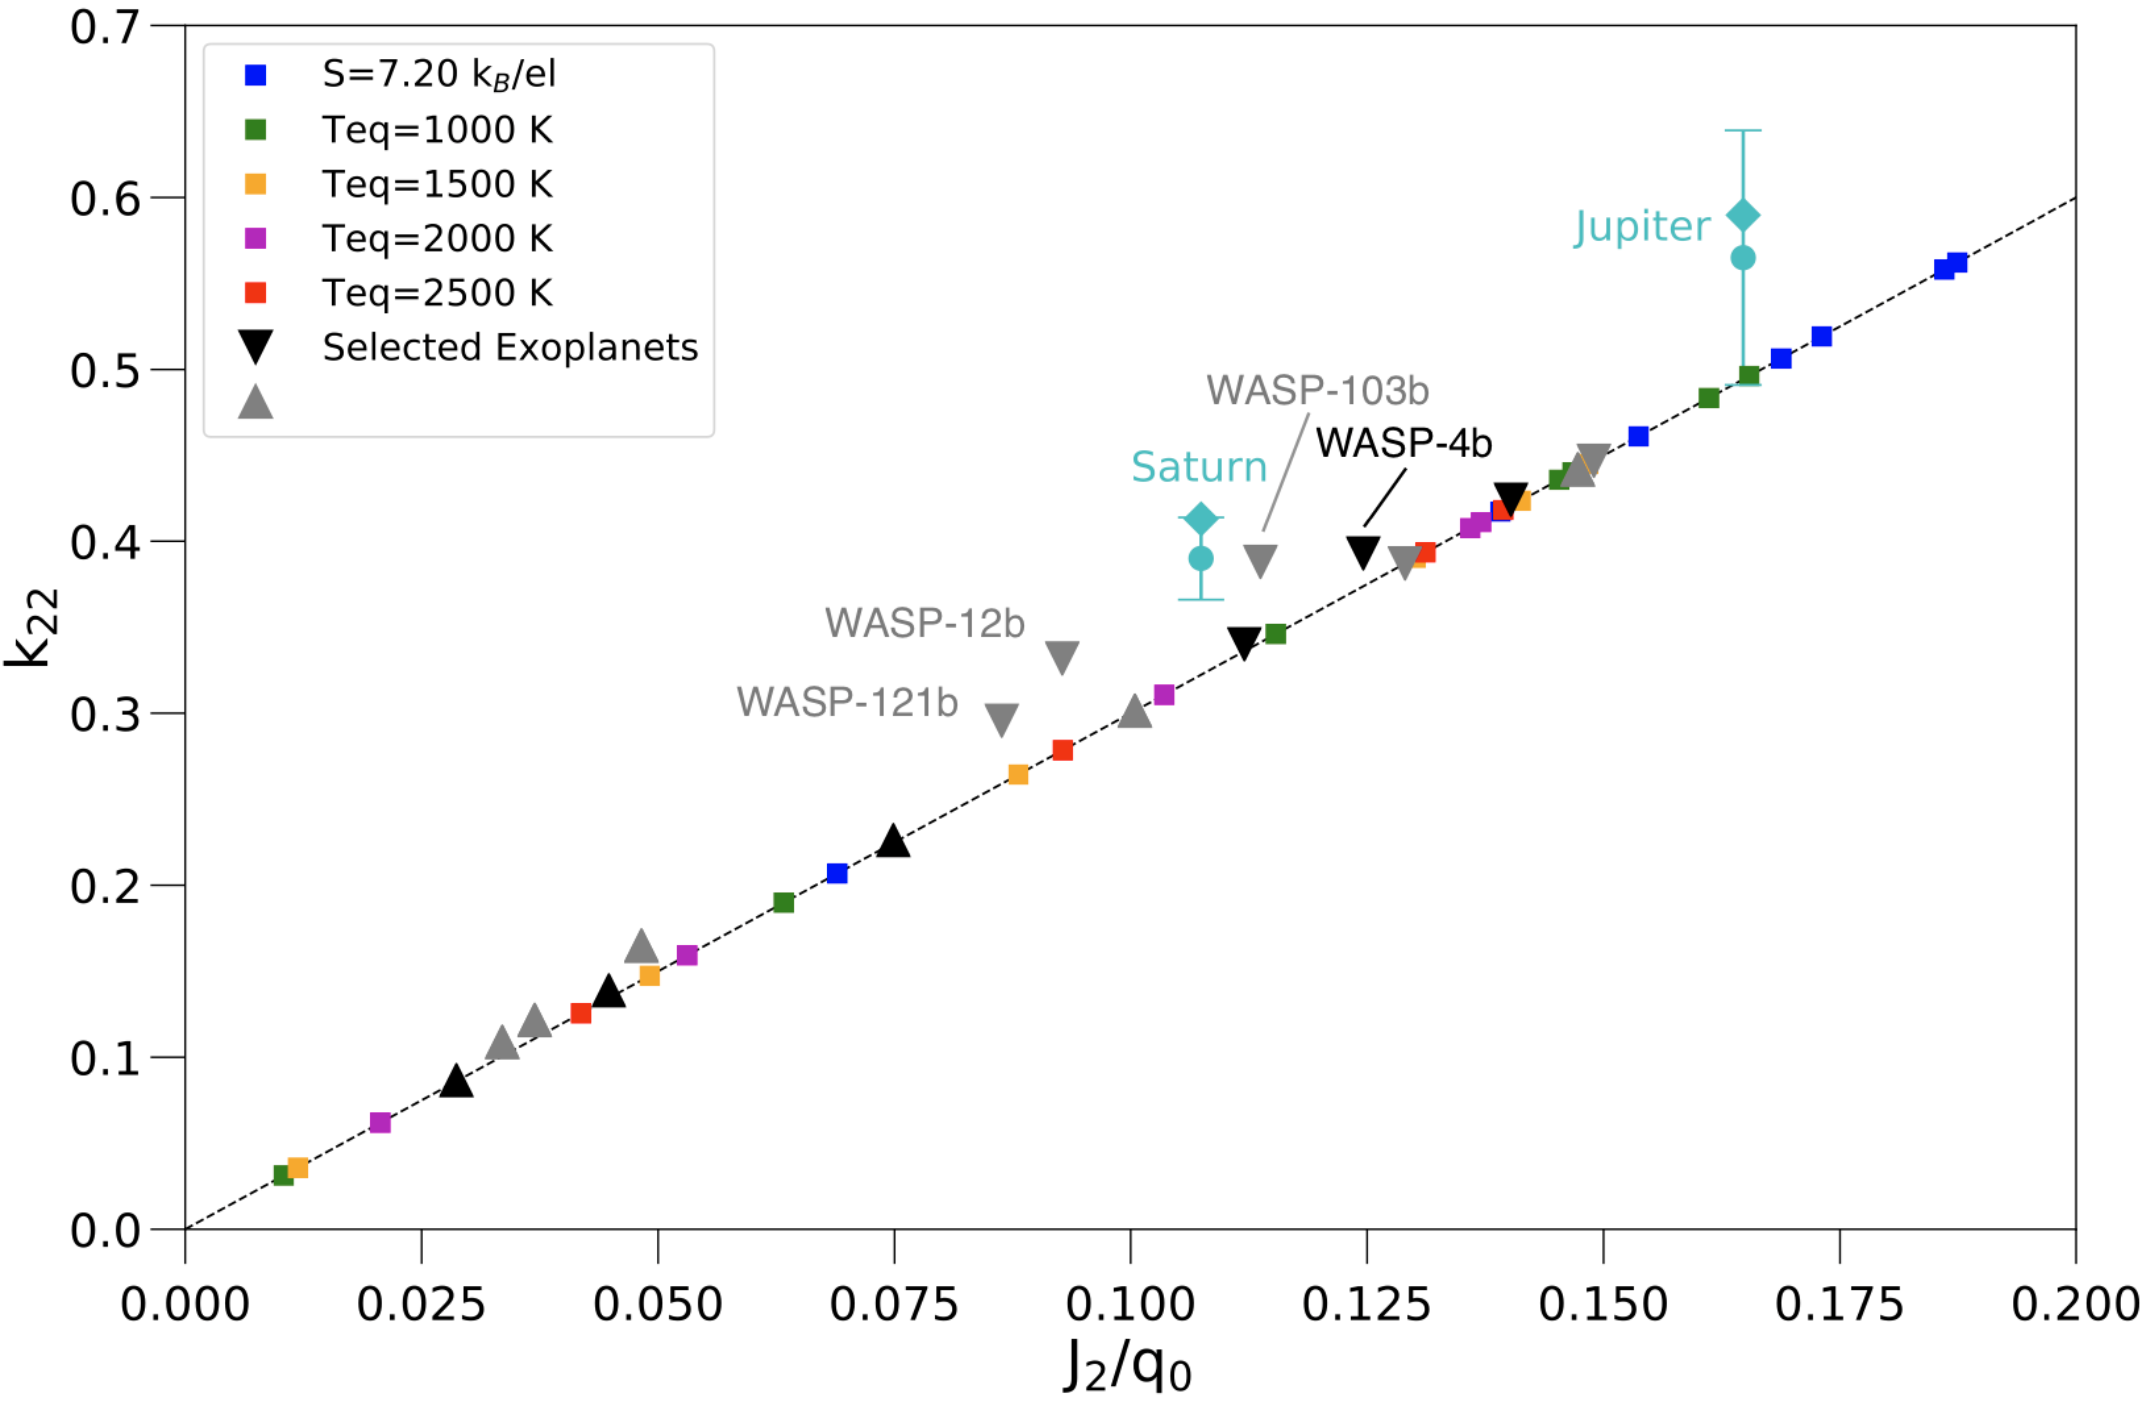 0.7
0.6
0.5
0.4
0.3
0.2
0.1
0.0
k₂₂
S=7.20 k_B/el
Teq=1000 K
Teq=1500 K
Teq=2000 K
Teq=2500 K
Selected Exoplanets
Jupiter
WASP-103b
WASP-4b
Saturn
WASP-12b
WASP-121b
0.000 0.025 0.050 0.075 0.100 0.125 0.150 0.175 0.200
J₂/q₀